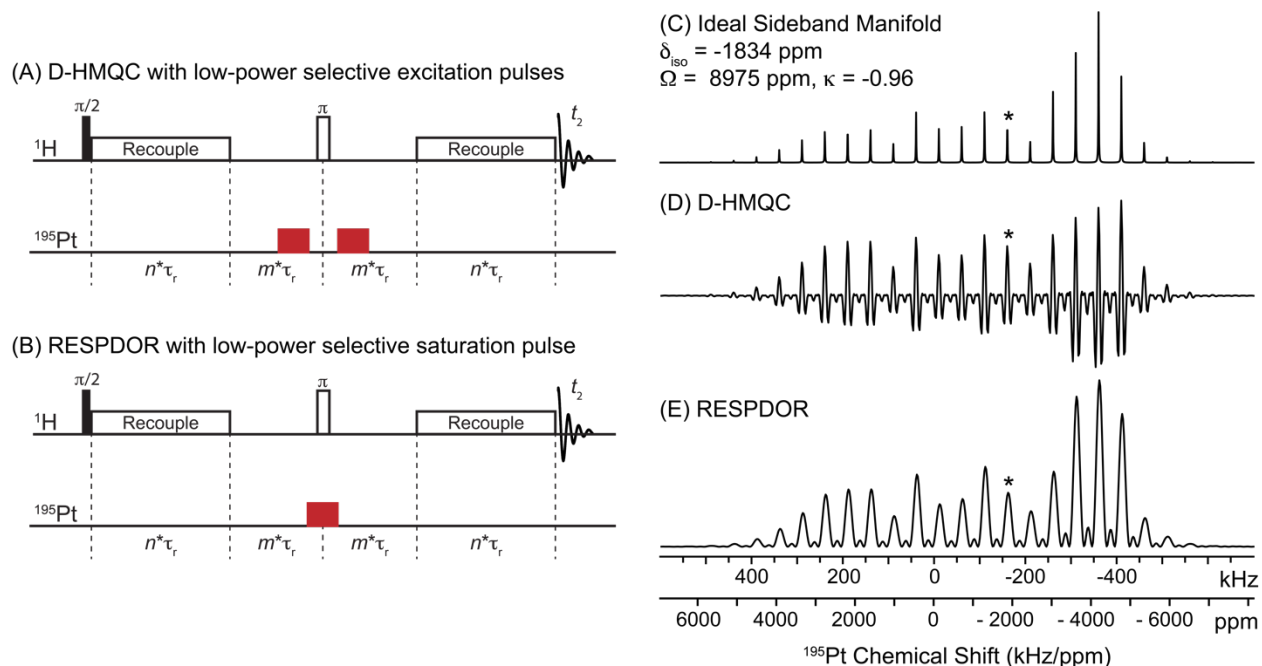 (A) D-HMQC with low-power selective excitation pulses
π/2
π
t₂
¹H
Recouple
Recouple
¹⁹⁵Pt
n*τᵣ
m*τᵣ
m*τᵣ
n*τᵣ
(B) RESPDOR with low-power selective saturation pulse
π/2
π
t₂
¹H
Recouple
Recouple
¹⁹⁵Pt
n*τᵣ
m*τᵣ
m*τᵣ
n*τᵣ
(C) Ideal Sideband Manifold
δiso = -1834 ppm
Ω = 8975 ppm, κ = -0.96
*
(D) D-HMQC
*
(E) RESPDOR
*
400 200 0 -200 -400 kHz
6000 4000 2000 0 - 2000 - 4000 - 6000 ppm
¹⁹⁵Pt Chemical Shift (kHz/ppm)